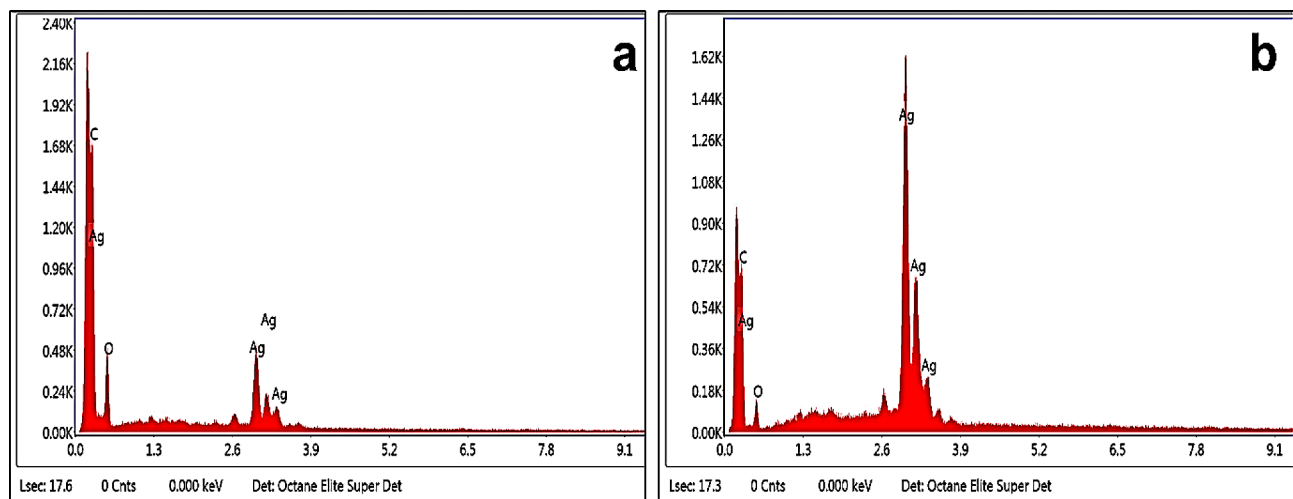 a
2.40K
2.16K
1.92K
1.68K
1.44K
1.20K
0.96K
0.72K
0.48K
0.24K
0.00K
C
Ag
O
Ag
Ag
Ag
0.0 1.3 2.6 3.9 5.2 6.5 7.8 9.1
Lsec: 17.6 0 Cnts 0.000 keV Det: Octane Elite Super Det
b
1.62K
1.44K
1.26K
1.08K
0.90K
0.72K
0.54K
0.36K
0.18K
0.00K
Ag
C
Ag
Ag
Ag
O
0.0 1.3 2.6 3.9 5.2 6.5 7.8 9.1
Lsec: 17.3 0 Cnts 0.000 keV Det: Octane Elite Super Det